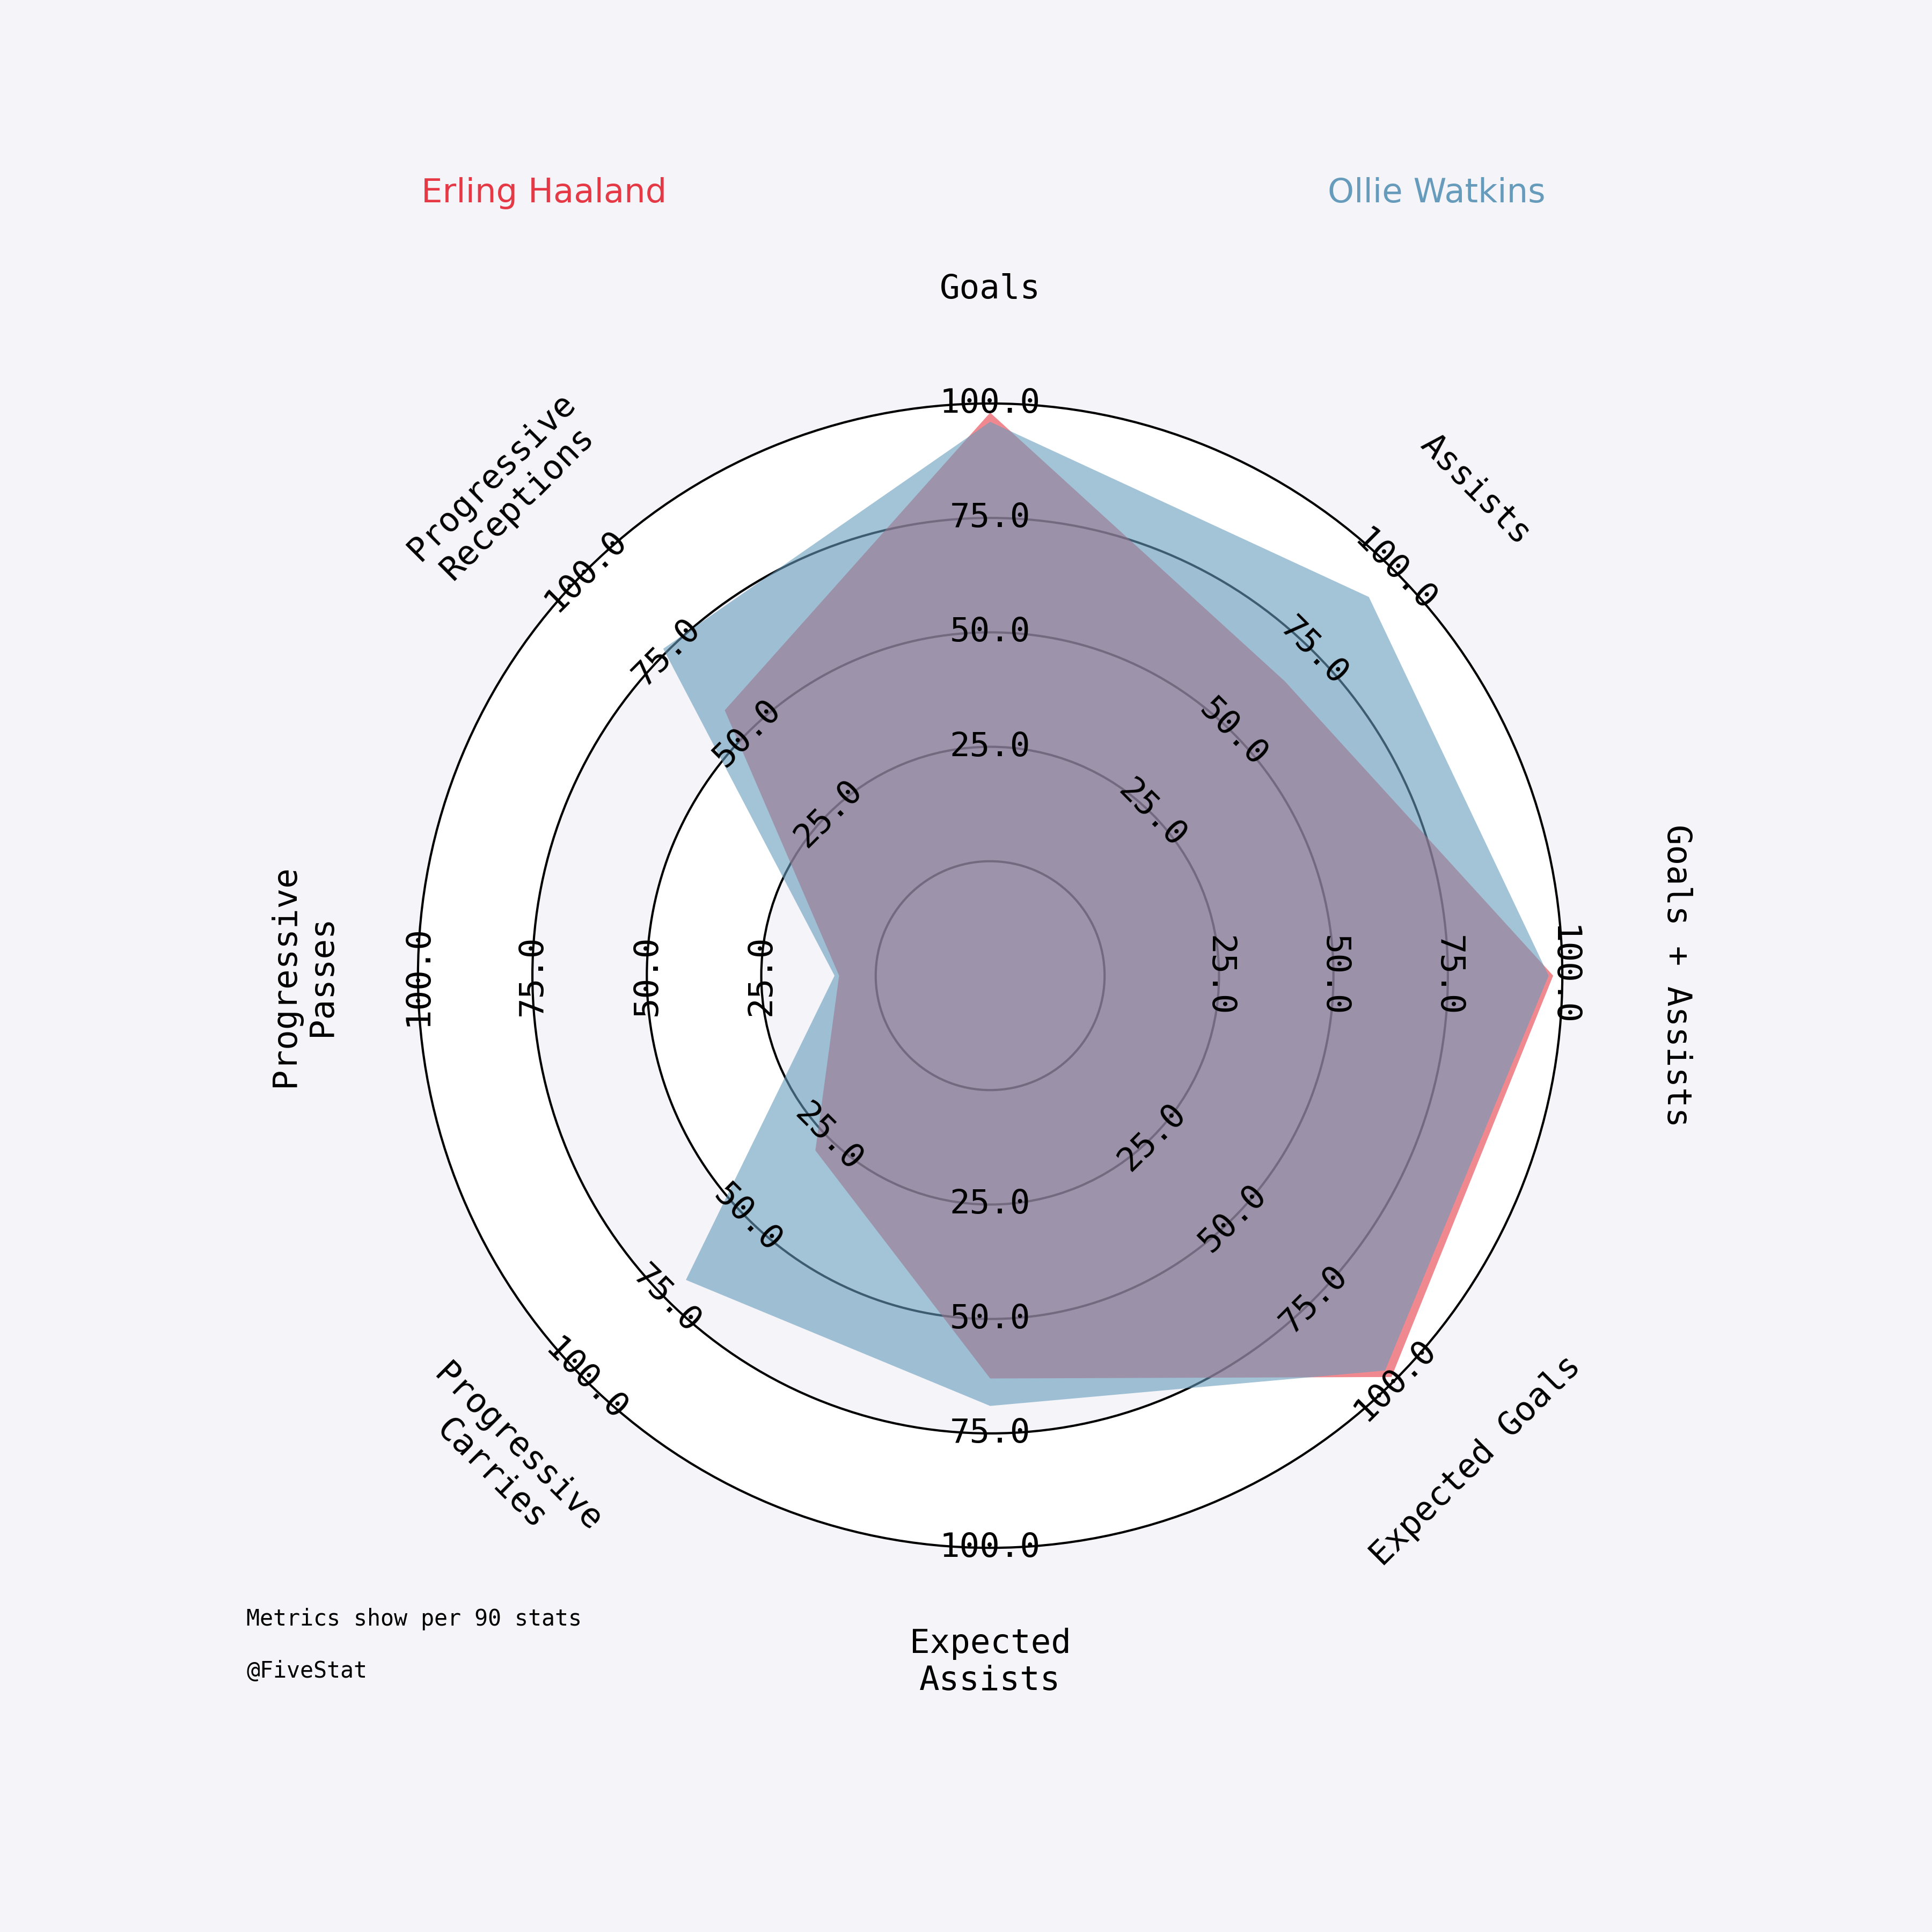 Erling Haaland
Ollie Watkins
Goals
Assists
Goals + Assists
Expected Goals
Expected
Assists
Progressive
Carries
Progressive
Passes
Progressive
Receptions
25.0
50.0
75.0
100.0
25.0
50.0
75.0
100.0
25.0
50.0
75.0
100.0
25.0
50.0
75.0
100.0
25.0
50.0
75.0
100.0
25.0
50.0
75.0
100.0
25.0
50.0
75.0
100.0
25.0
50.0
75.0
100.0
Metrics show per 90 stats
@FiveStat